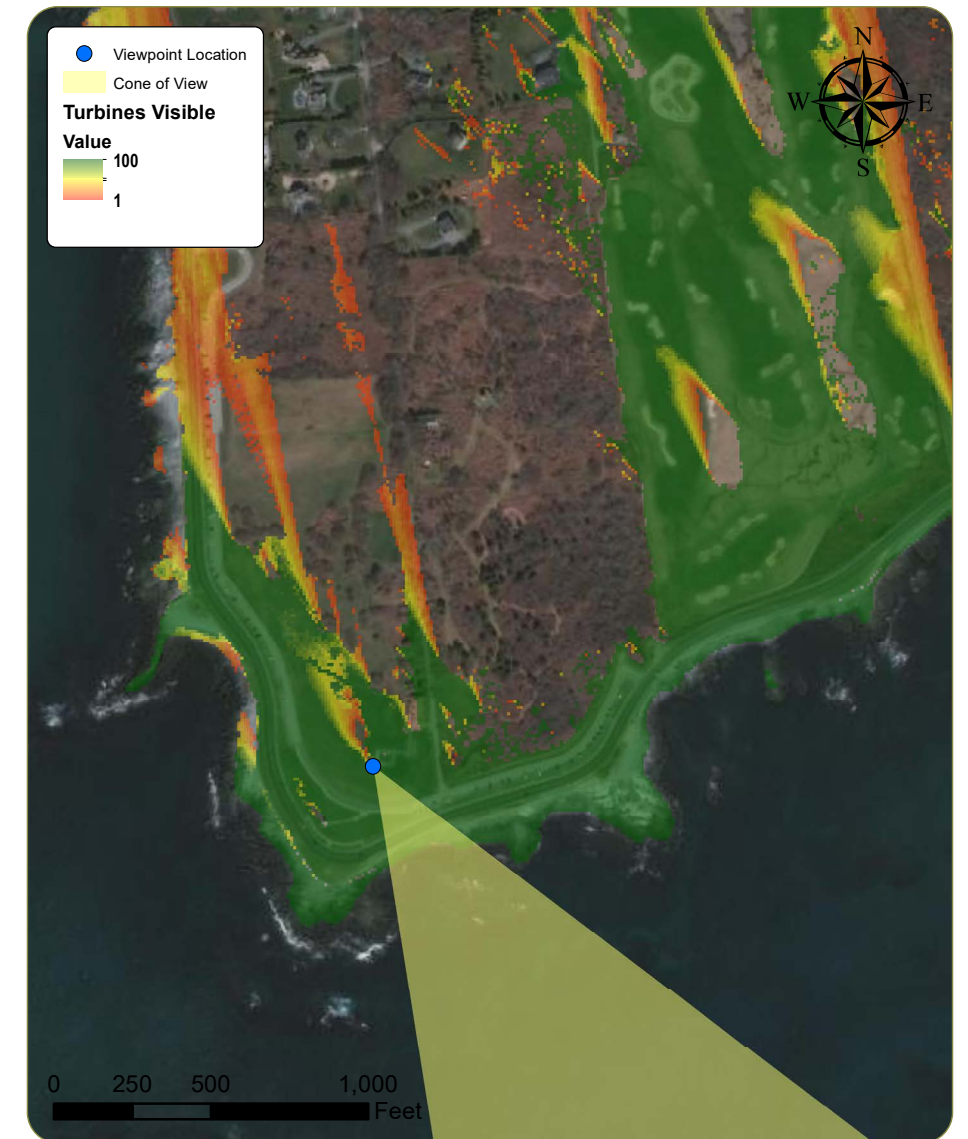 Viewpoint Location
Cone of View
Turbines Visible
Value
100
1
N
W E
S
0 250 500 1,000
Feet